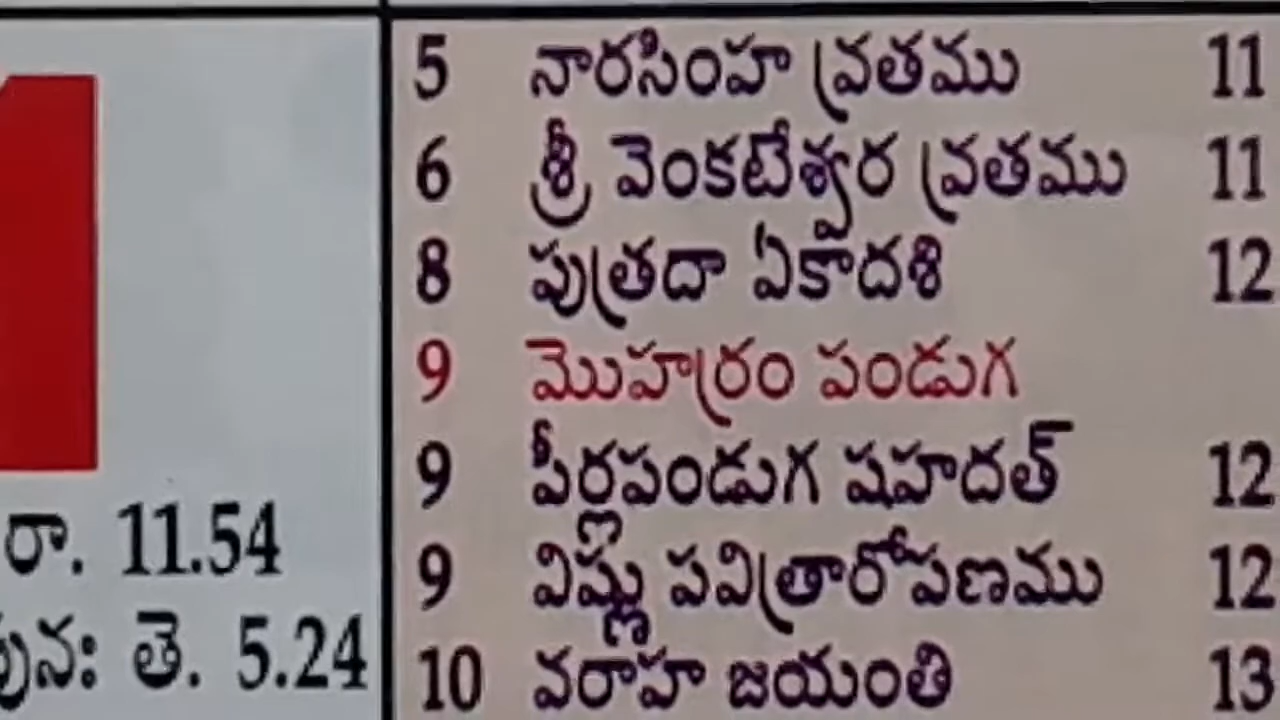 5 నారసింహ వ్రతము 11
6 శ్రీ వెంకటేశ్వర వ్రతము 11
8 పుత్రదా ఏకాదశి 12
9 మొహర్రం పండుగ
9 పీర్లపండుగ షహదత్ 12
9 విష్ణు పవిత్రారోపణము 12
10 వరాహ జయంతి 13
రా. 11.54
తె. 5.24